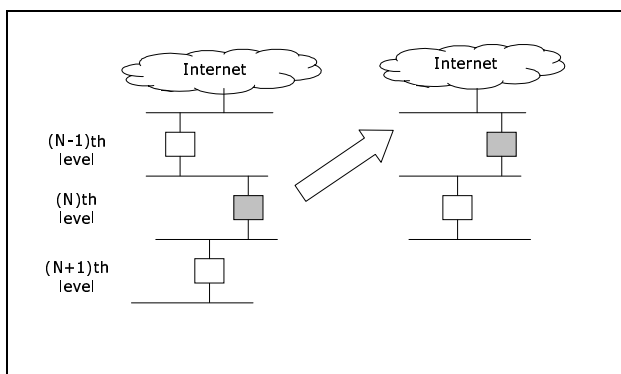 Internet
Internet
(N-1)th
level
(N)th
level
(N+1)th
level